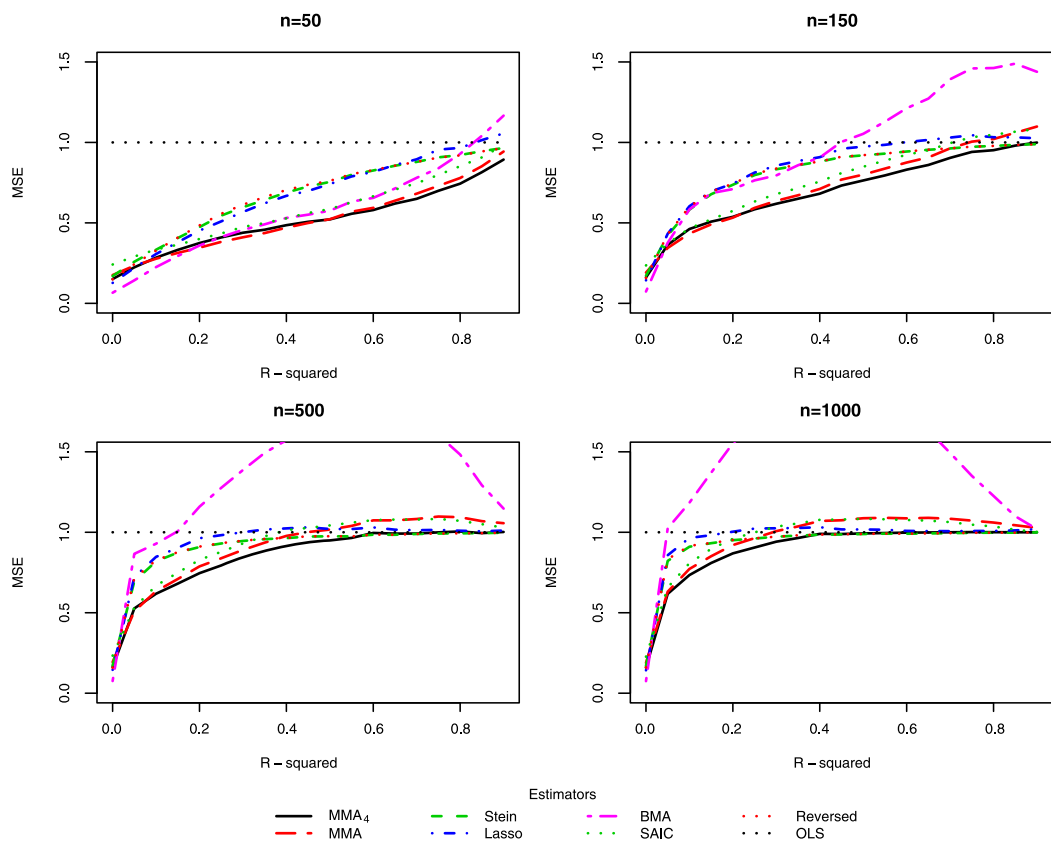 n=50
MSE
0.0
0.5
1.0
1.5
0.0 0.2 0.4 0.6 0.8
R − squared
n=150
MSE
0.0
0.5
1.0
1.5
0.0 0.2 0.4 0.6 0.8
R − squared
n=500
MSE
0.0
0.5
1.0
1.5
0.0 0.2 0.4 0.6 0.8
R − squared
n=1000
MSE
0.0
0.5
1.0
1.5
0.0 0.2 0.4 0.6 0.8
R − squared
Estimators
MMA₄ Stein BMA Reversed
MMA Lasso SAIC OLS